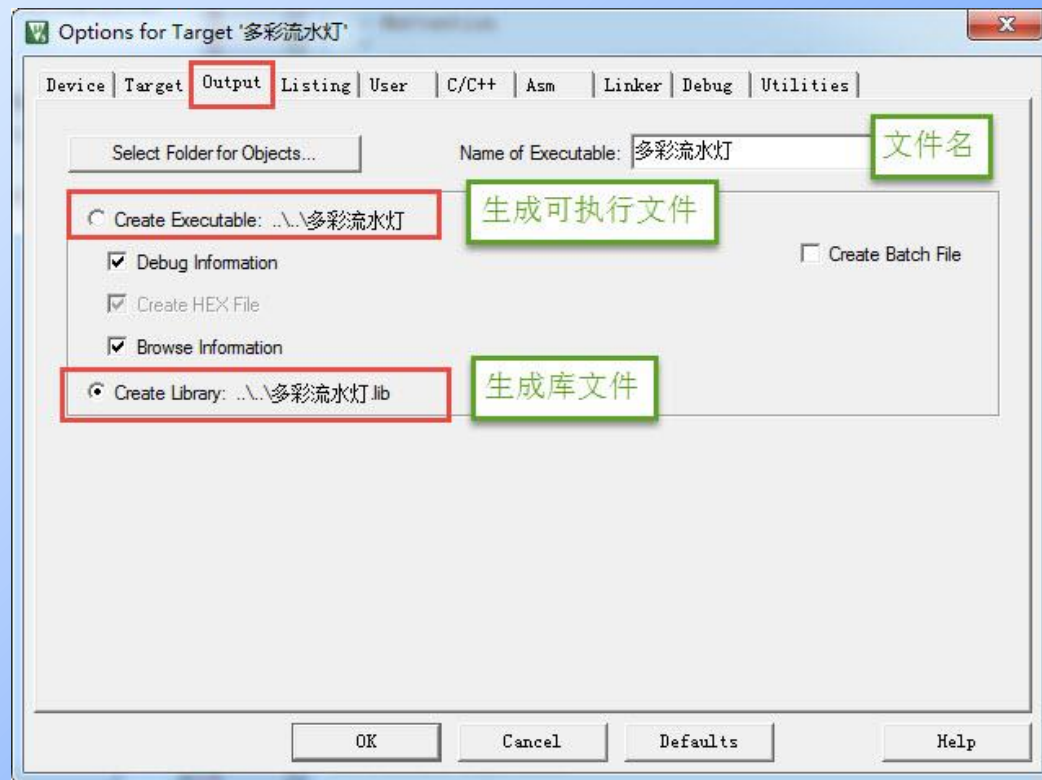 Options for Target '多彩流水灯'
Device Target Output Listing User C/C++ Asm Linker Debug Utilities
Select Folder for Objects... Name of Executable: 多彩流水灯 文件名
Create Executable: ..\..\多彩流水灯 生成可执行文件
Debug Information Create Batch File
Create HEX File
Browse Information
Create Library: ..\..\多彩流水灯.lib 生成库文件
OK Cancel Defaults Help